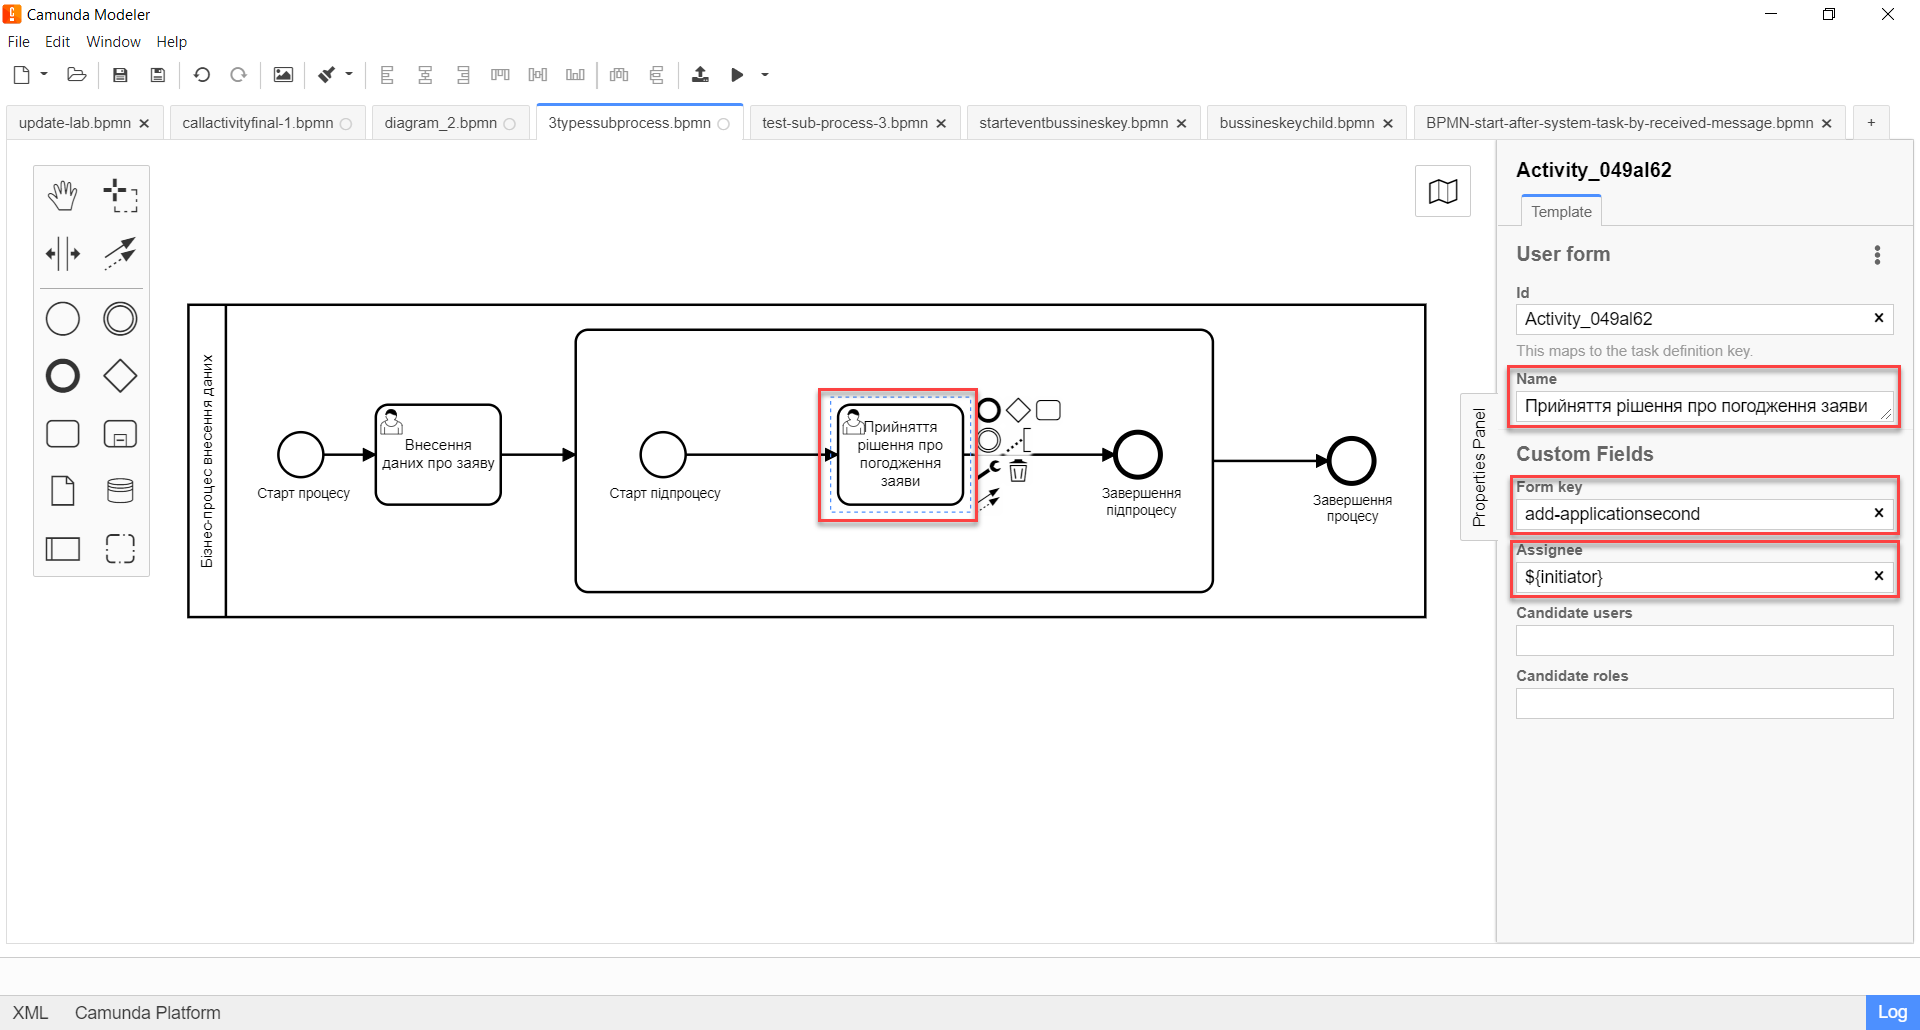 Camunda Modeler
File Edit Window Help
update-lab.bpmn
callactivityfinal-1.bpmn
diagram_2.bpmn
3typessubprocess.bpmn
test-sub-process-3.bpmn
starteventbussineskey.bpmn
bussineskeychild.bpmn
BPMN-start-after-system-task-by-received-message.bpmn
+
Бізнес-процес внесення даних
Старт процесу
Внесення
даних про заяву
Старт підпроцесу
Прийняття
рішення про
погодження
заяви
Завершення
підпроцесу
Завершення
процесу
Properties Panel
Activity_049al62
Template
User form
Id
Activity_049al62
This maps to the task definition key.
Name
Прийняття рішення про погодження заяви
Custom Fields
Form key
add-applicationsecond
Assignee
${initiator}
Candidate users
Candidate roles
XML Camunda Platform
Log